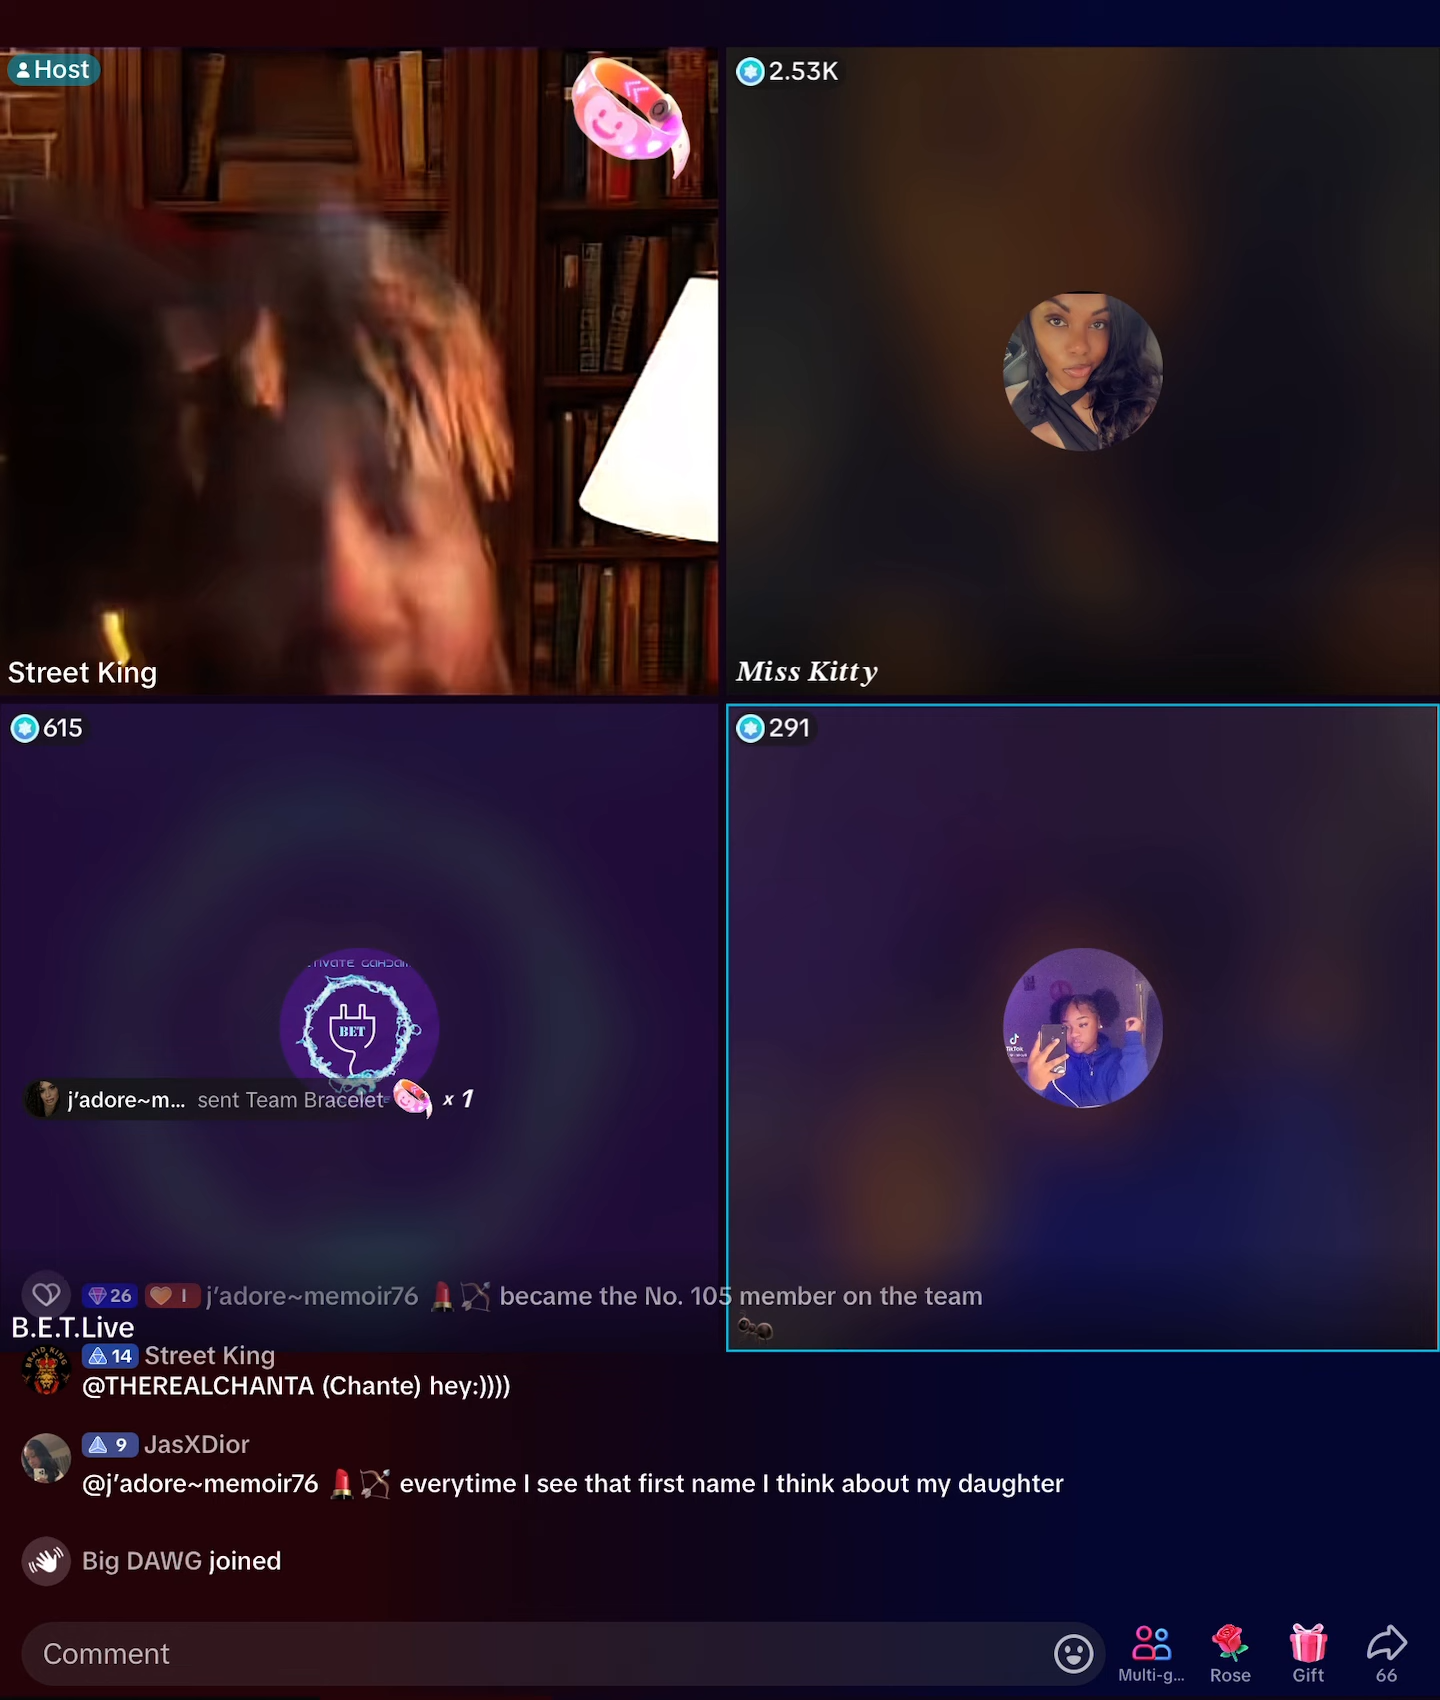 Host
2.53K
Street King
Miss Kitty
615
291
BET
j'adore~m... sent Team Bracelet x 1
26 I j'adore~memoir76 💄🏹 became the No. 105 member on the team
B.E.T.Live
🐜
14 Street King
@THEREALCHANTA (Chante) hey:))))
9 JasXDior
@j'adore~memoir76 💄🏹 everytime I see that first name I think about my daughter
Big DAWG joined
Comment
Multi-g...
Rose
Gift
66